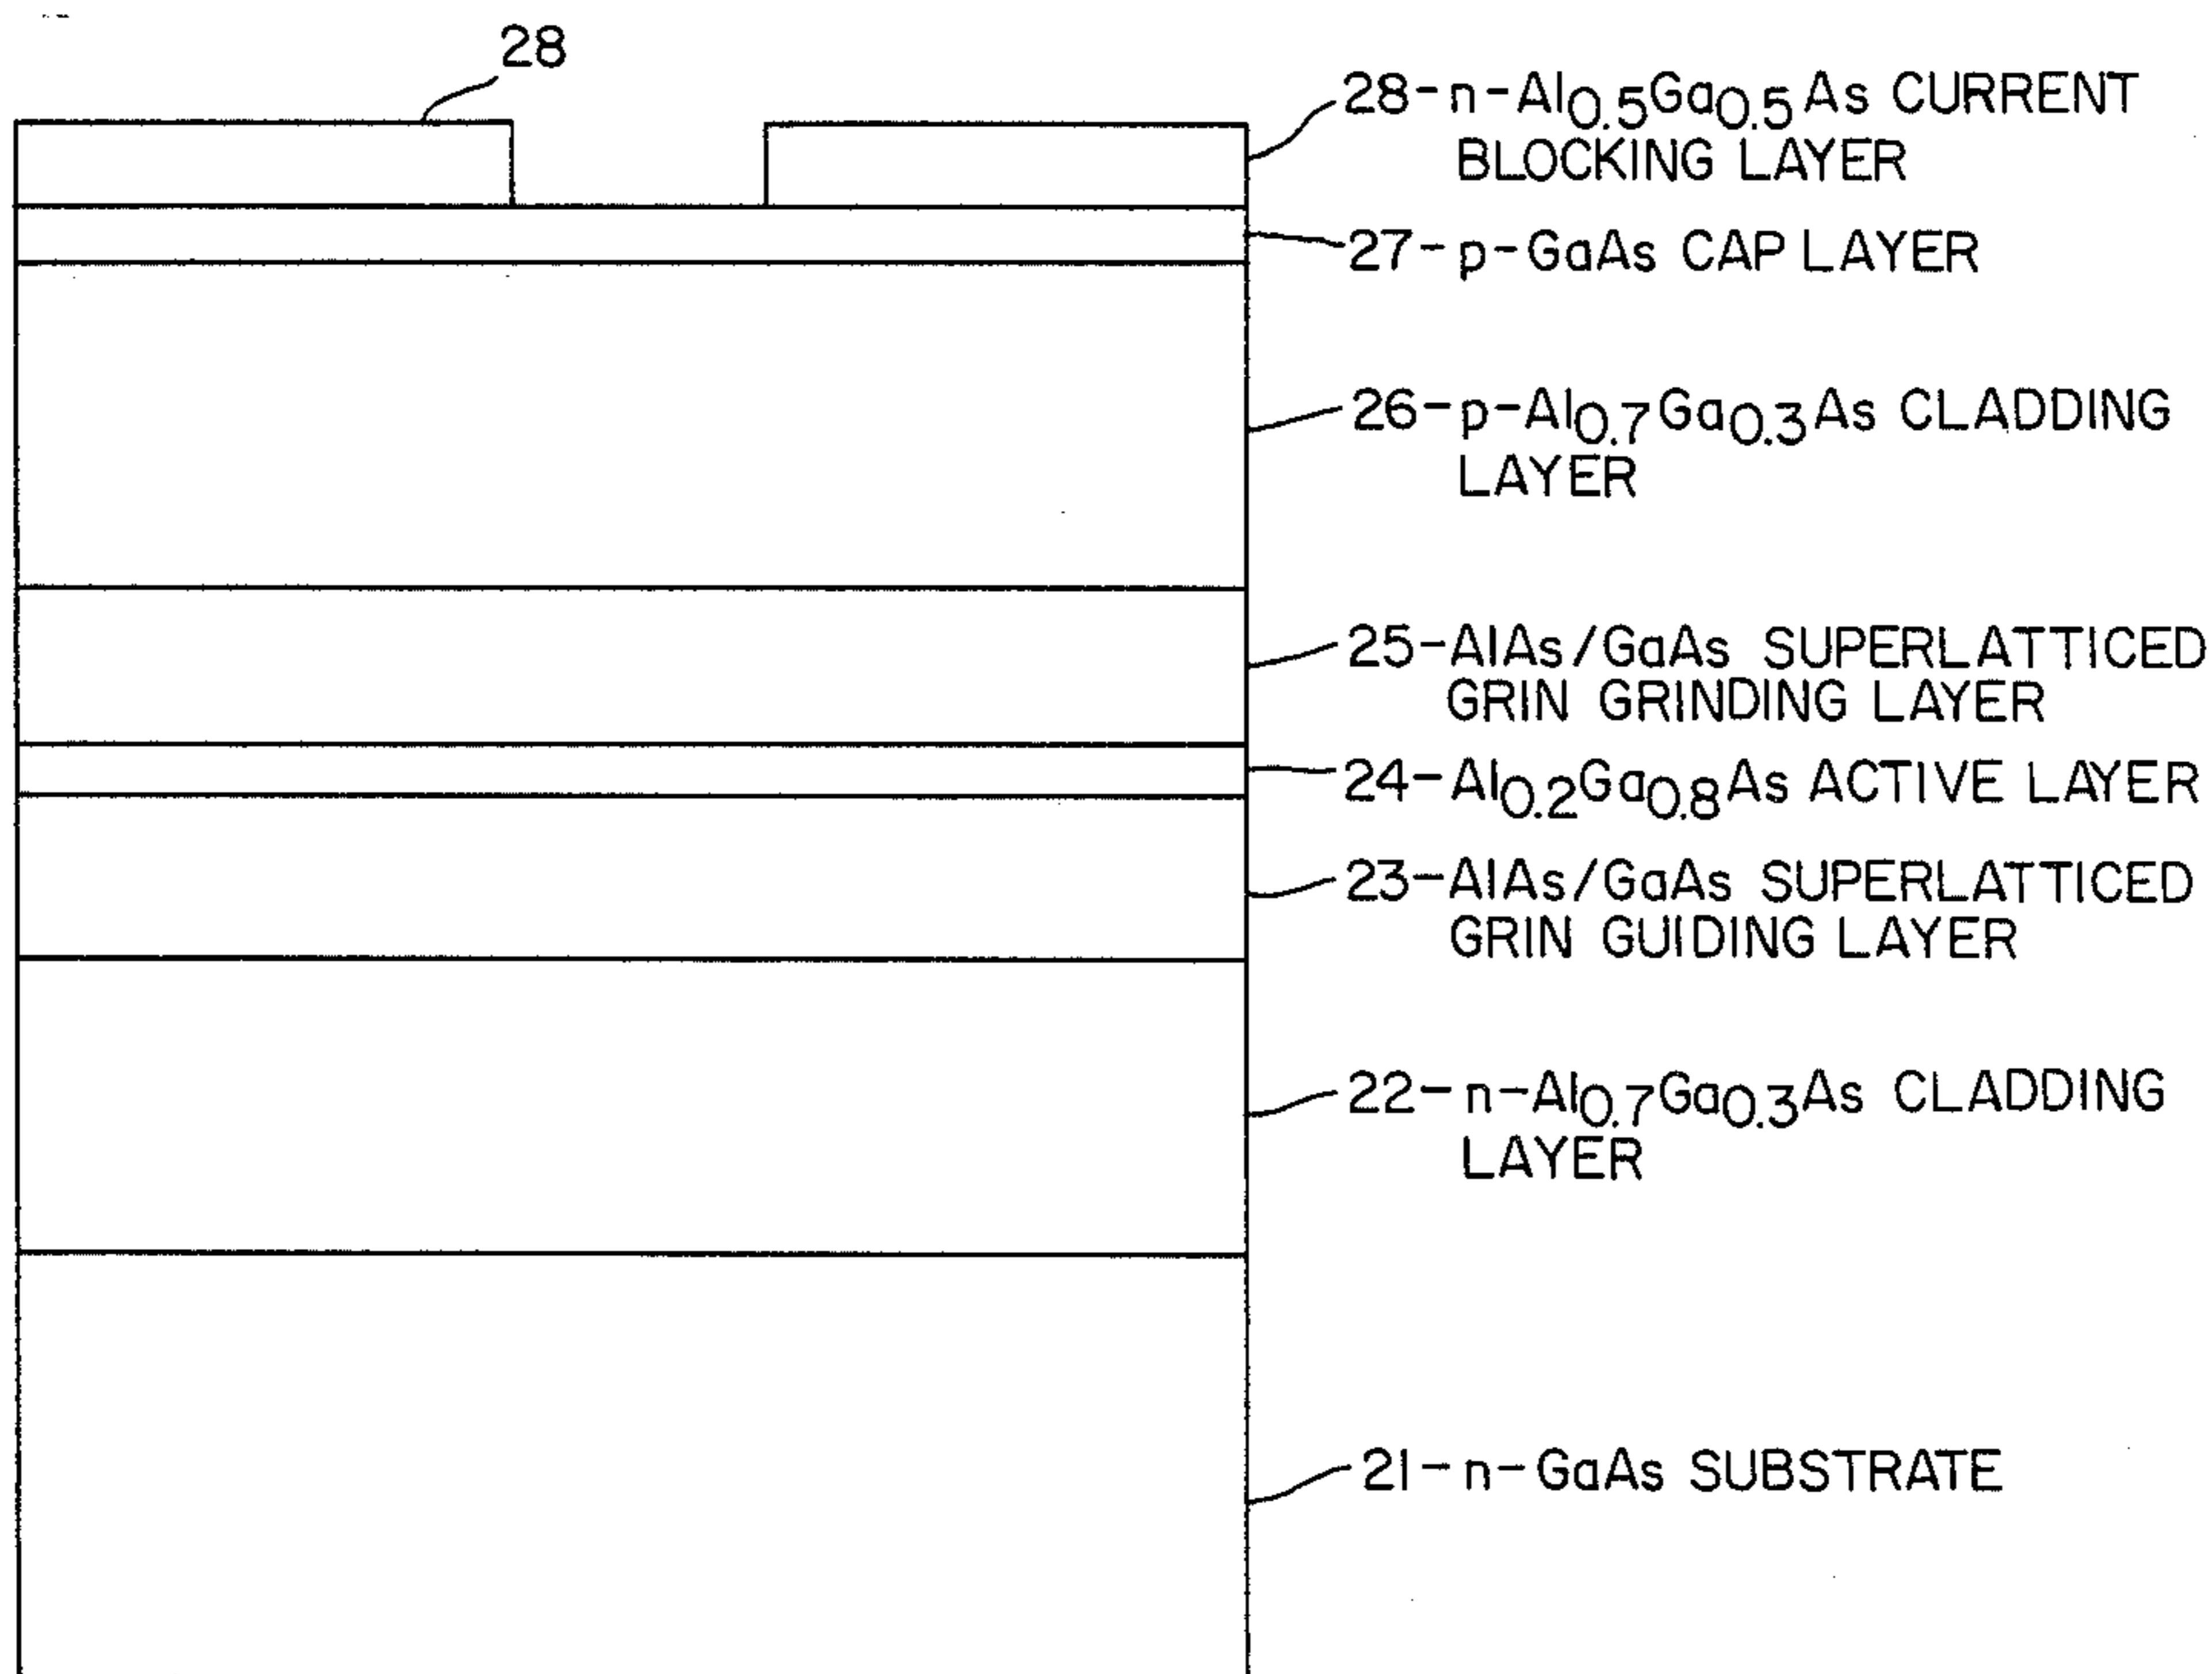 28
28-n-Al0.5Ga0.5As CURRENT
BLOCKING LAYER
27-p-GaAs CAP LAYER
26-p-Al0.7Ga0.3As CLADDING
LAYER
25-AlAs/GaAs SUPERLATTICED
GRIN GRINDING LAYER
24-Al0.2Ga0.8As ACTIVE LAYER
23-AlAs/GaAs SUPERLATTICED
GRIN GUIDING LAYER
22-n-Al0.7Ga0.3As CLADDING
LAYER
21-n-GaAs SUBSTRATE